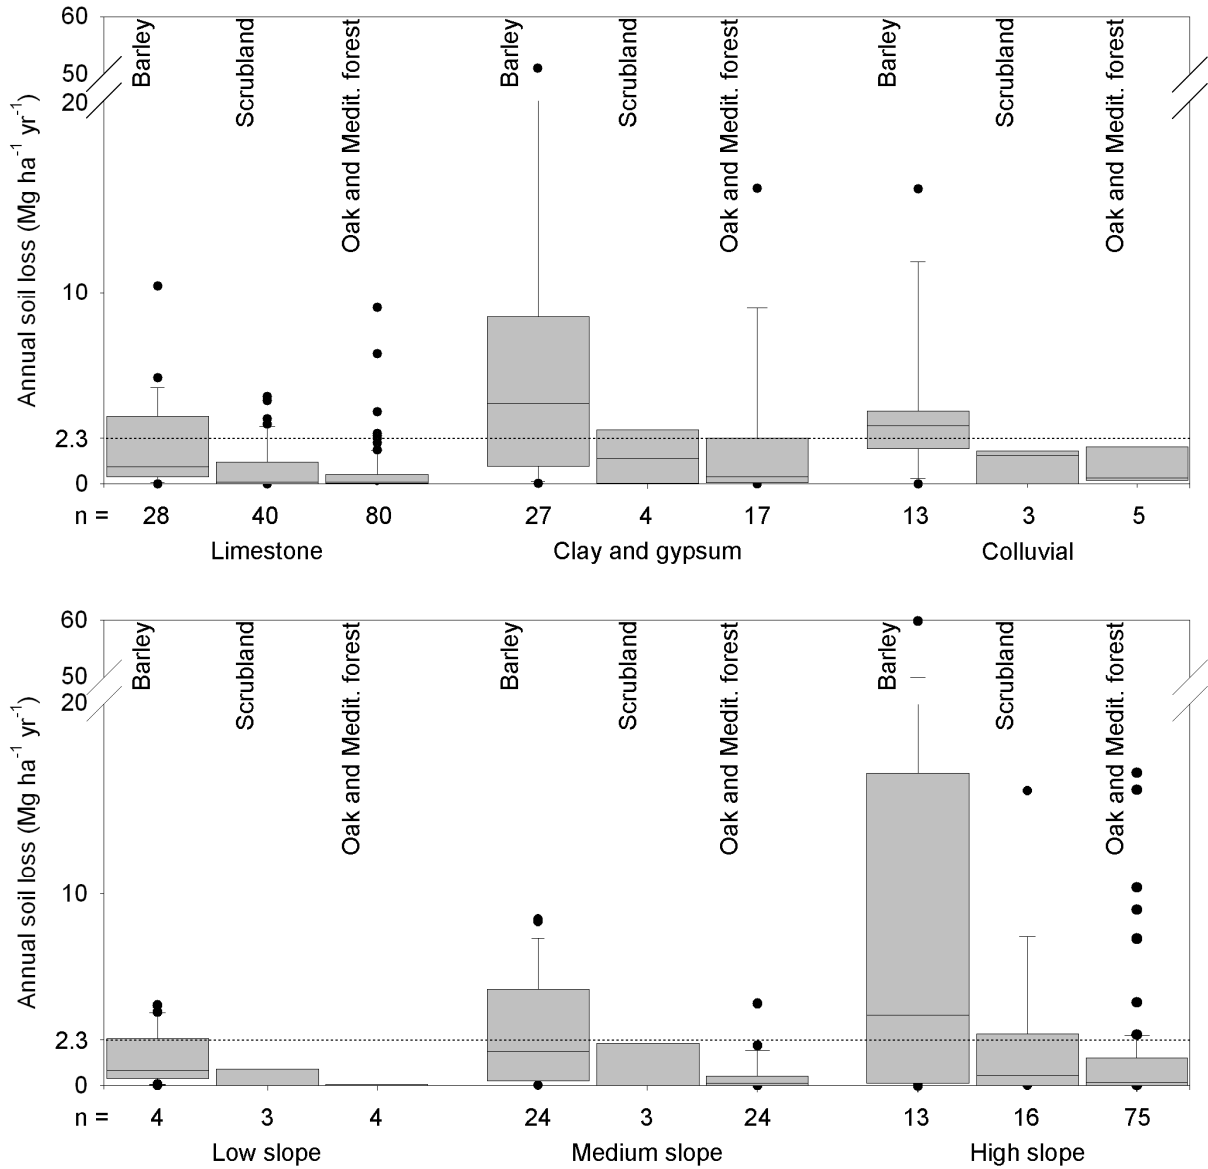 60
50
20
10
2.3
0
Annual soil loss (Mg ha-1 yr-1)
Barley
Scrubland
Oak and Medit. forest
Barley
Scrubland
Oak and Medit. forest
Barley
Scrubland
Oak and Medit. forest
n = 28 40 80 27 4 17 13 3 5
Limestone Clay and gypsum Colluvial
60
50
20
10
2.3
0
Annual soil loss (Mg ha-1 yr-1)
Barley
Scrubland
Oak and Medit. forest
Barley
Scrubland
Oak and Medit. forest
Barley
Scrubland
Oak and Medit. forest
n = 4 3 4 24 3 24 13 16 75
Low slope Medium slope High slope